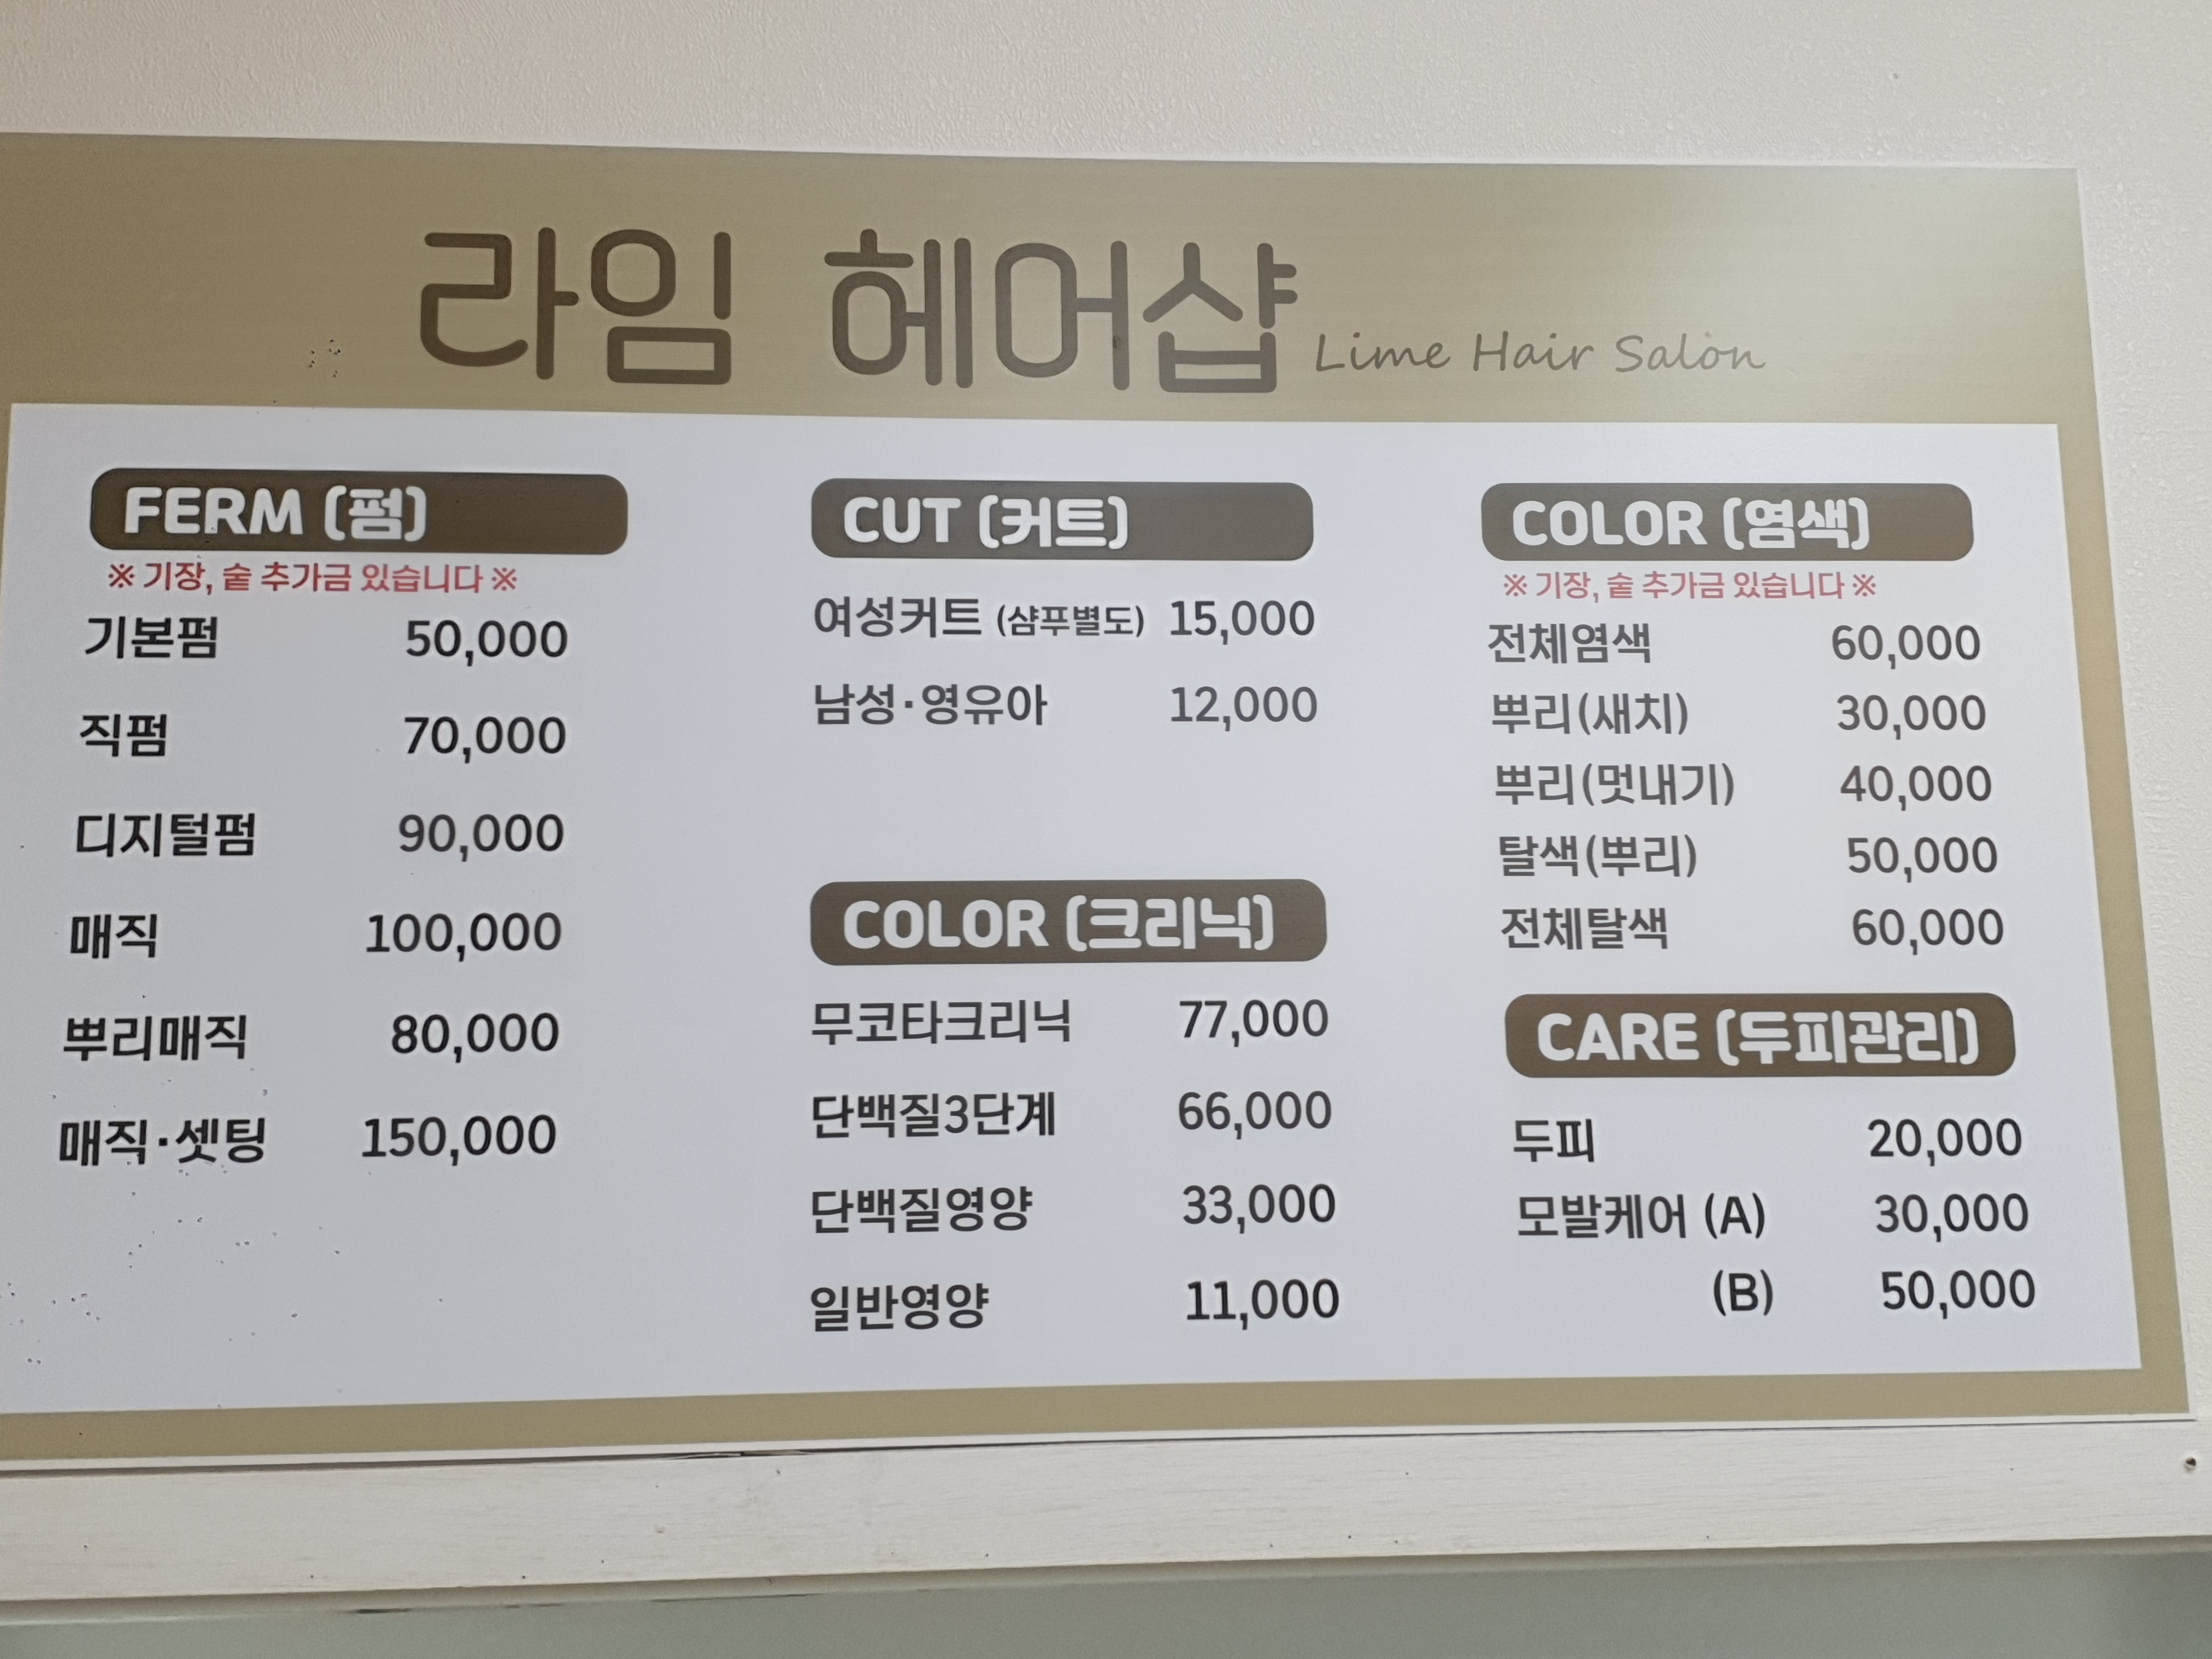 라임 헤어샵 Lime Hair Salon
FERM (펌)
※ 기장, 숱 추가금 있습니다 ※
기본펌 50,000
직펌 70,000
디지털펌 90,000
매직 100,000
뿌리매직 80,000
매직·셋팅 150,000
CUT (커트)
여성커트 (샴푸별도) 15,000
남성·영유아 12,000
COLOR (크리닉)
무코타크리닉 77,000
단백질3단계 66,000
단백질영양 33,000
일반영양 11,000
COLOR (염색)
※ 기장, 숱 추가금 있습니다 ※
전체염색 60,000
뿌리(새치) 30,000
뿌리(멋내기) 40,000
탈색(뿌리) 50,000
전체탈색 60,000
CARE (두피관리)
두피 20,000
모발케어 (A) 30,000
(B) 50,000